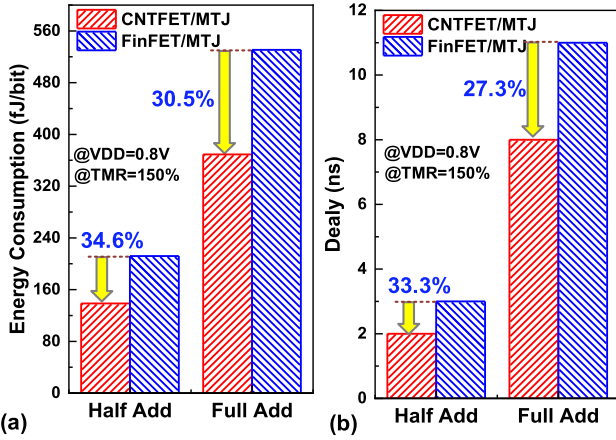 CNTFET/MTJ
FinFET/MTJ
560
480
400
320
240
160
80
0
Energy Consumption (fJ/bit)
30.5%
@VDD=0.8V
@TMR=150%
34.6%
Half Add
Full Add
(a)
CNTFET/MTJ
FinFET/MTJ
12
10
8
6
4
2
0
Dealy (ns)
27.3%
@VDD=0.8V
@TMR=150%
33.3%
Half Add
Full Add
(b)